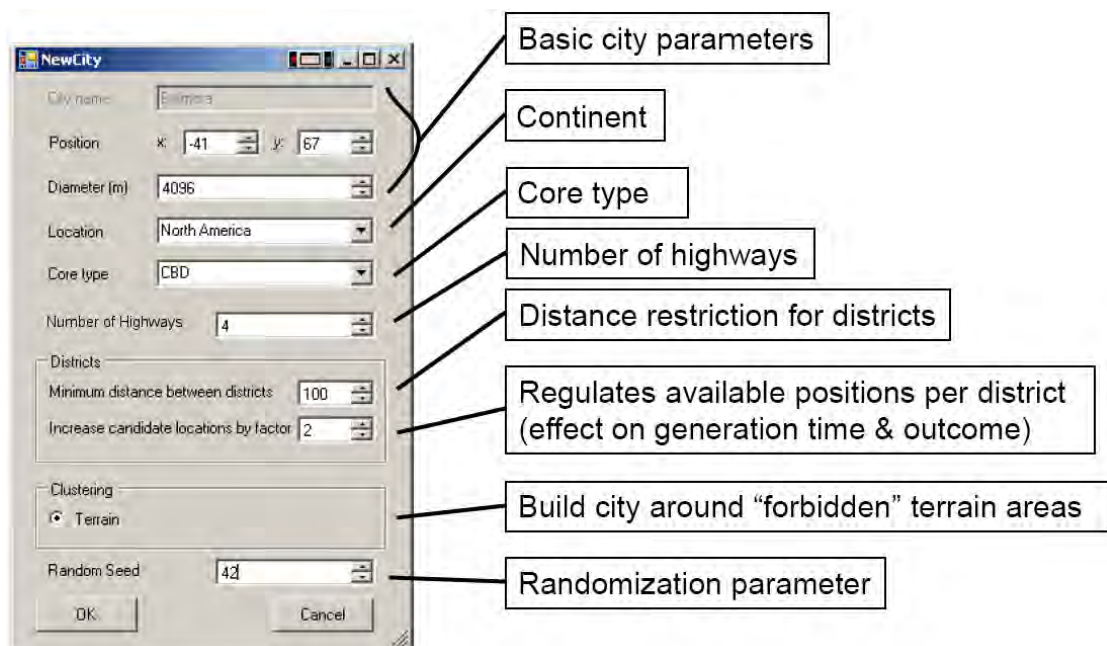 NewCity
City name
Position x: -41 y: 67
Diameter (m) 4096
Location North America
Core type CBD
Number of Highways 4
Districts
Minimum distance between districts 100
Increase candidate locations by factor 2
Clustering
Terrain
Random Seed 42
OK Cancel
Basic city parameters
Continent
Core type
Number of highways
Distance restriction for districts
Regulates available positions per district
(effect on generation time & outcome)
Build city around “forbidden” terrain areas
Randomization parameter